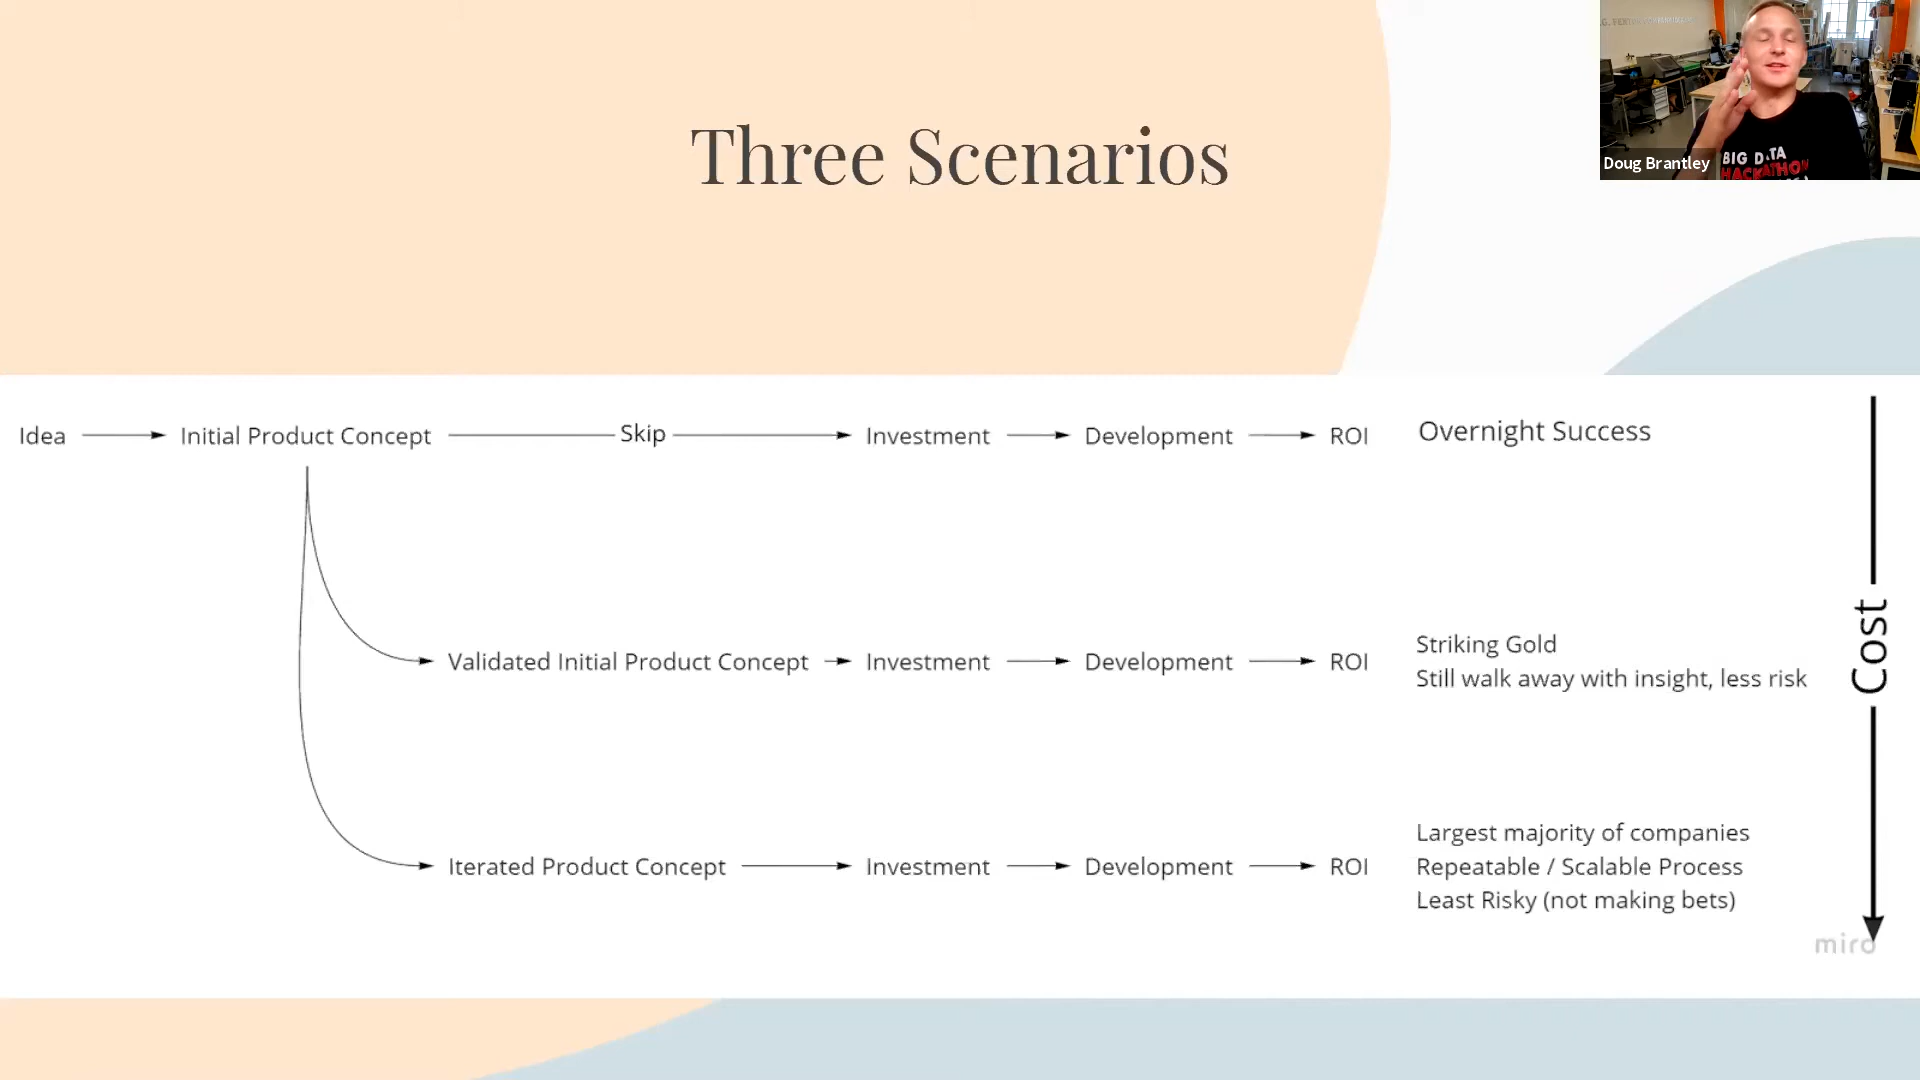 Three Scenarios
Doug Brantley
BIG DATA
HACKATHON
Idea Initial Product Concept Skip Investment Development ROI Overnight Success
Validated Initial Product Concept Investment Development ROI
Striking Gold
Still walk away with insight, less risk
Iterated Product Concept Investment Development ROI
Largest majority of companies
Repeatable / Scalable Process
Least Risky (not making bets)
Cost
miro